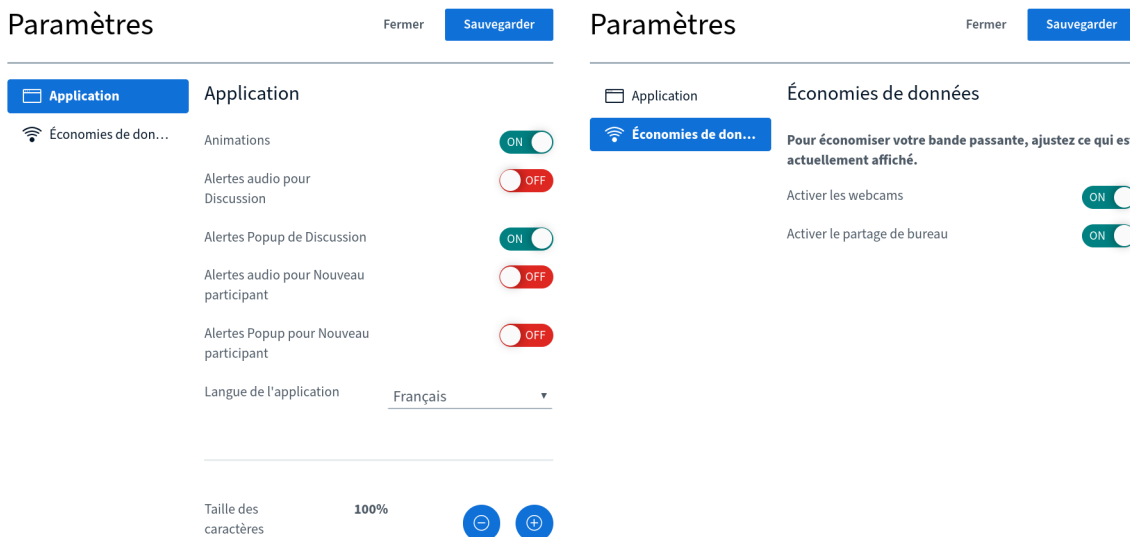 Paramètres
Fermer
Sauvegarder
Application
Économies de don...
Application
Animations
ON
Alertes audio pour
Discussion
OFF
Alertes Popup de Discussion
ON
Alertes audio pour Nouveau
participant
OFF
Alertes Popup pour Nouveau
participant
OFF
Langue de l'application
Français
Taille des
caractères
100%
Paramètres
Fermer
Sauvegarder
Application
Économies de don...
Économies de données
Pour économiser votre bande passante, ajustez ce qui es
actuellement affiché.
Activer les webcams
ON
Activer le partage de bureau
ON